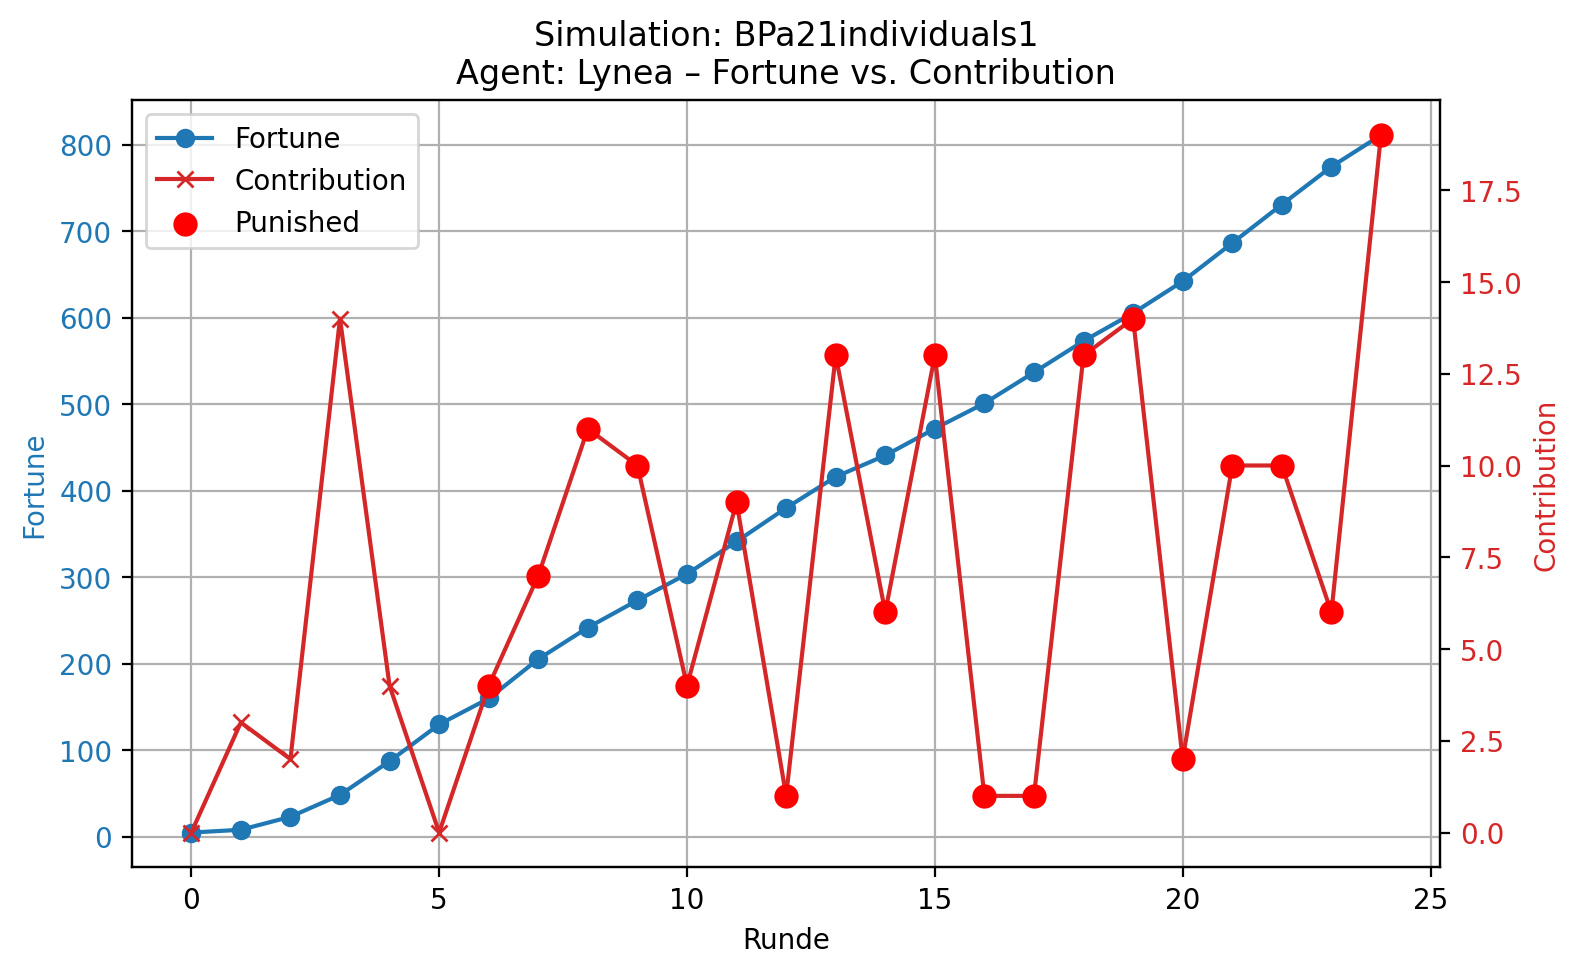 Simulation: BPa21individuals1
Agent: Lynea – Fortune vs. Contribution
Fortune
Contribution
Punished
800
700
600
500
400
300
200
100
0
Fortune
17.5
15.0
12.5
10.0
7.5
5.0
2.5
0.0
Contribution
0 5 10 15 20 25
Runde